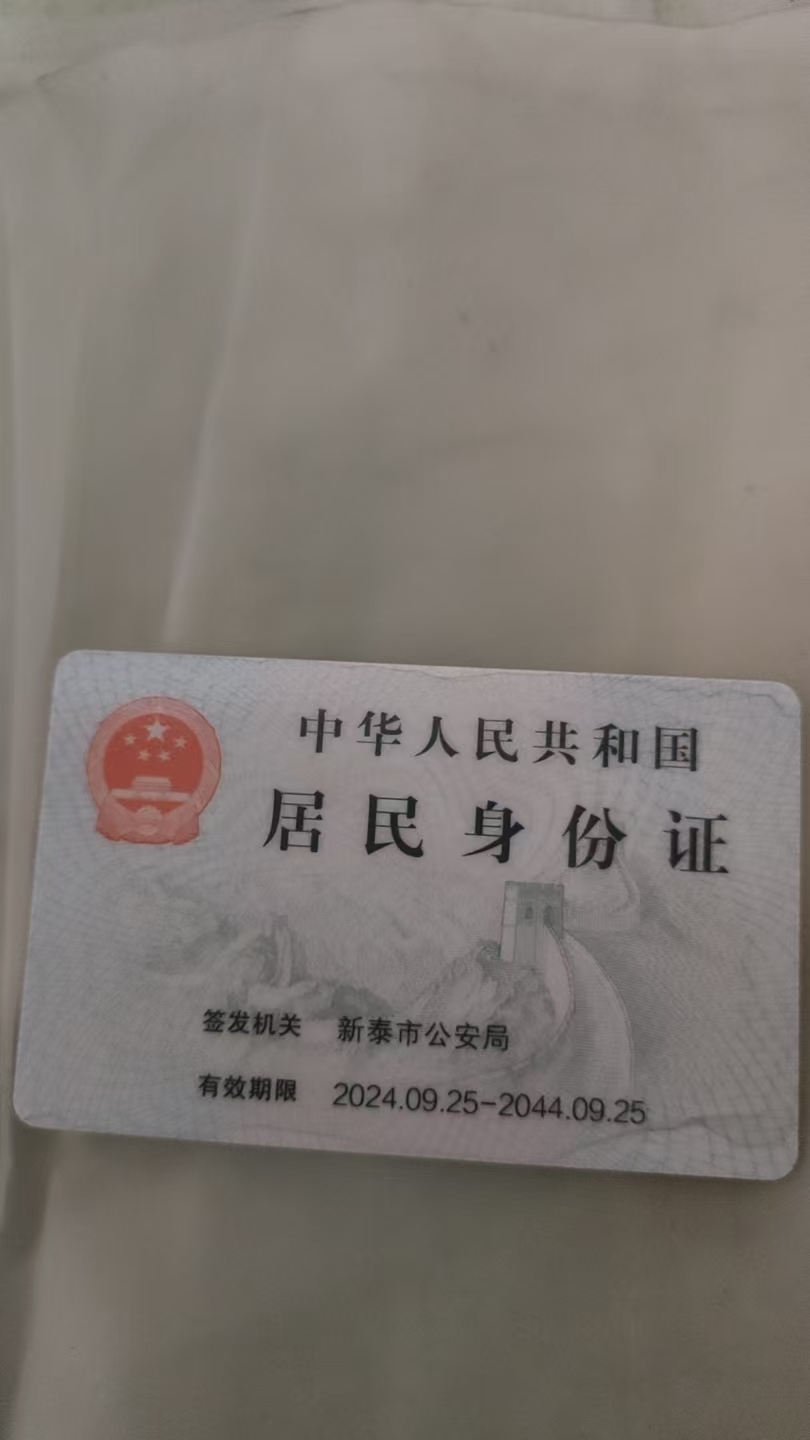 中华人民共和国
居民身份证
签发机关 新泰市公安局
有效期限 2024.09.25-2044.09.25